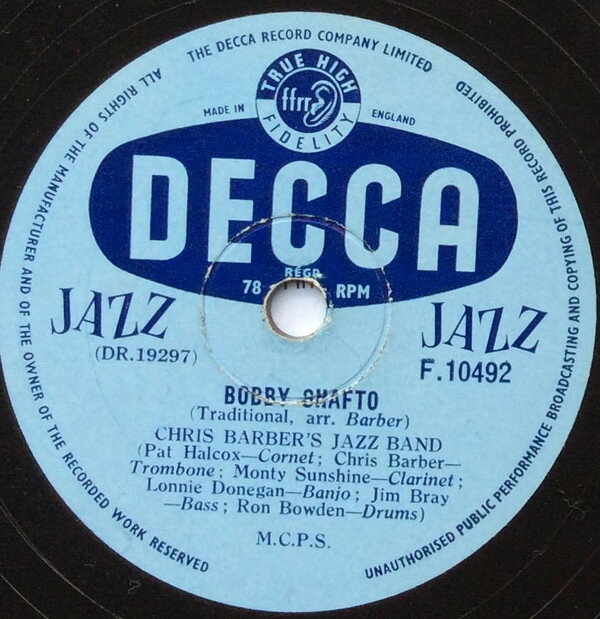 THE DECCA RECORD COMPANY LIMITED
ALL RIGHTS OF THE MANUFACTURER AND OF THE OWNER OF THE RECORDED WORK RESERVED
UNAUTHORISED PUBLIC PERFORMANCE BROADCASTING AND COPYING OF THIS RECORD PROHIBITED
TRUE HIGH
ffrr
FIDELITY
MADE IN ENGLAND
DECCA
REGD
78 RPM
JAZZ JAZZ
(DR.19297) F.10492
BOBBY SHAFTO
(Traditional, arr. Barber)
CHRIS BARBER'S JAZZ BAND
(Pat Halcox—Cornet; Chris Barber—
Trombone; Monty Sunshine—Clarinet;
Lonnie Donegan—Banjo; Jim Bray
—Bass; Ron Bowden—Drums)
M.C.P.S.